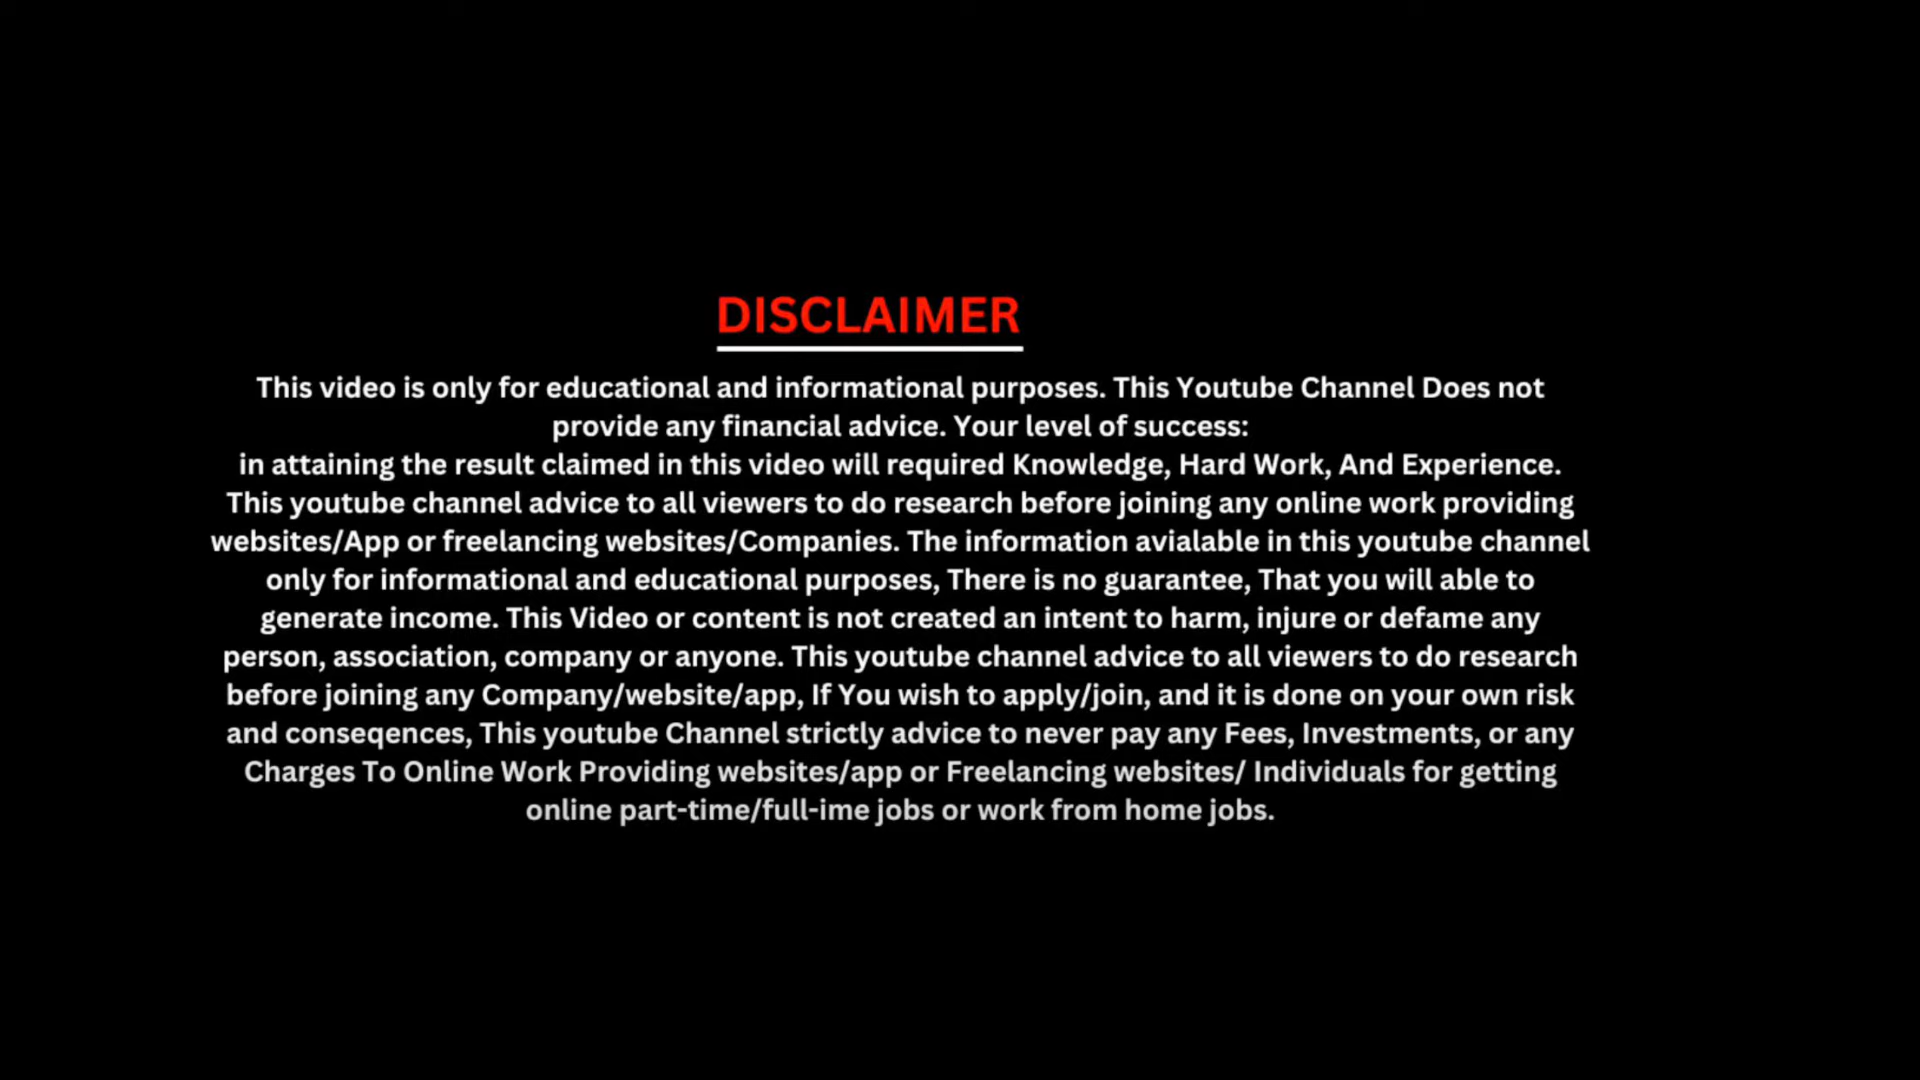 DISCLAIMER
This video is only for educational and informational purposes. This Youtube Channel Does not
provide any financial advice. Your level of success:
in attaining the result claimed in this video will required Knowledge, Hard Work, And Experience.
This youtube channel advice to all viewers to do research before joining any online work providing
websites/App or freelancing websites/Companies. The information avialable in this youtube channel
only for informational and educational purposes, There is no guarantee, That you will able to
generate income. This Video or content is not created an intent to harm, injure or defame any
person, association, company or anyone. This youtube channel advice to all viewers to do research
before joining any Company/website/app, If You wish to apply/join, and it is done on your own risk
and conseqences, This youtube Channel strictly advice to never pay any Fees, Investments, or any
Charges To Online Work Providing websites/app or Freelancing websites/ Individuals for getting
online part-time/full-ime jobs or work from home jobs.